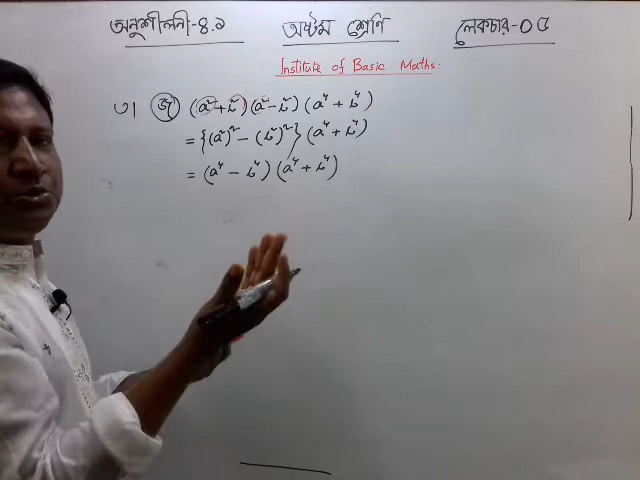 অনুশীলনী-৪.১ অষ্টম শ্রেণি লেকচার-০৫
Institute of Basic Maths:
৩। (জ) (a²+b²)(a²-b²)(a⁴+b⁴)
= {(a²)² - (b²)²}(a⁴+b⁴)
= (a⁴-b⁴)(a⁴+b⁴)